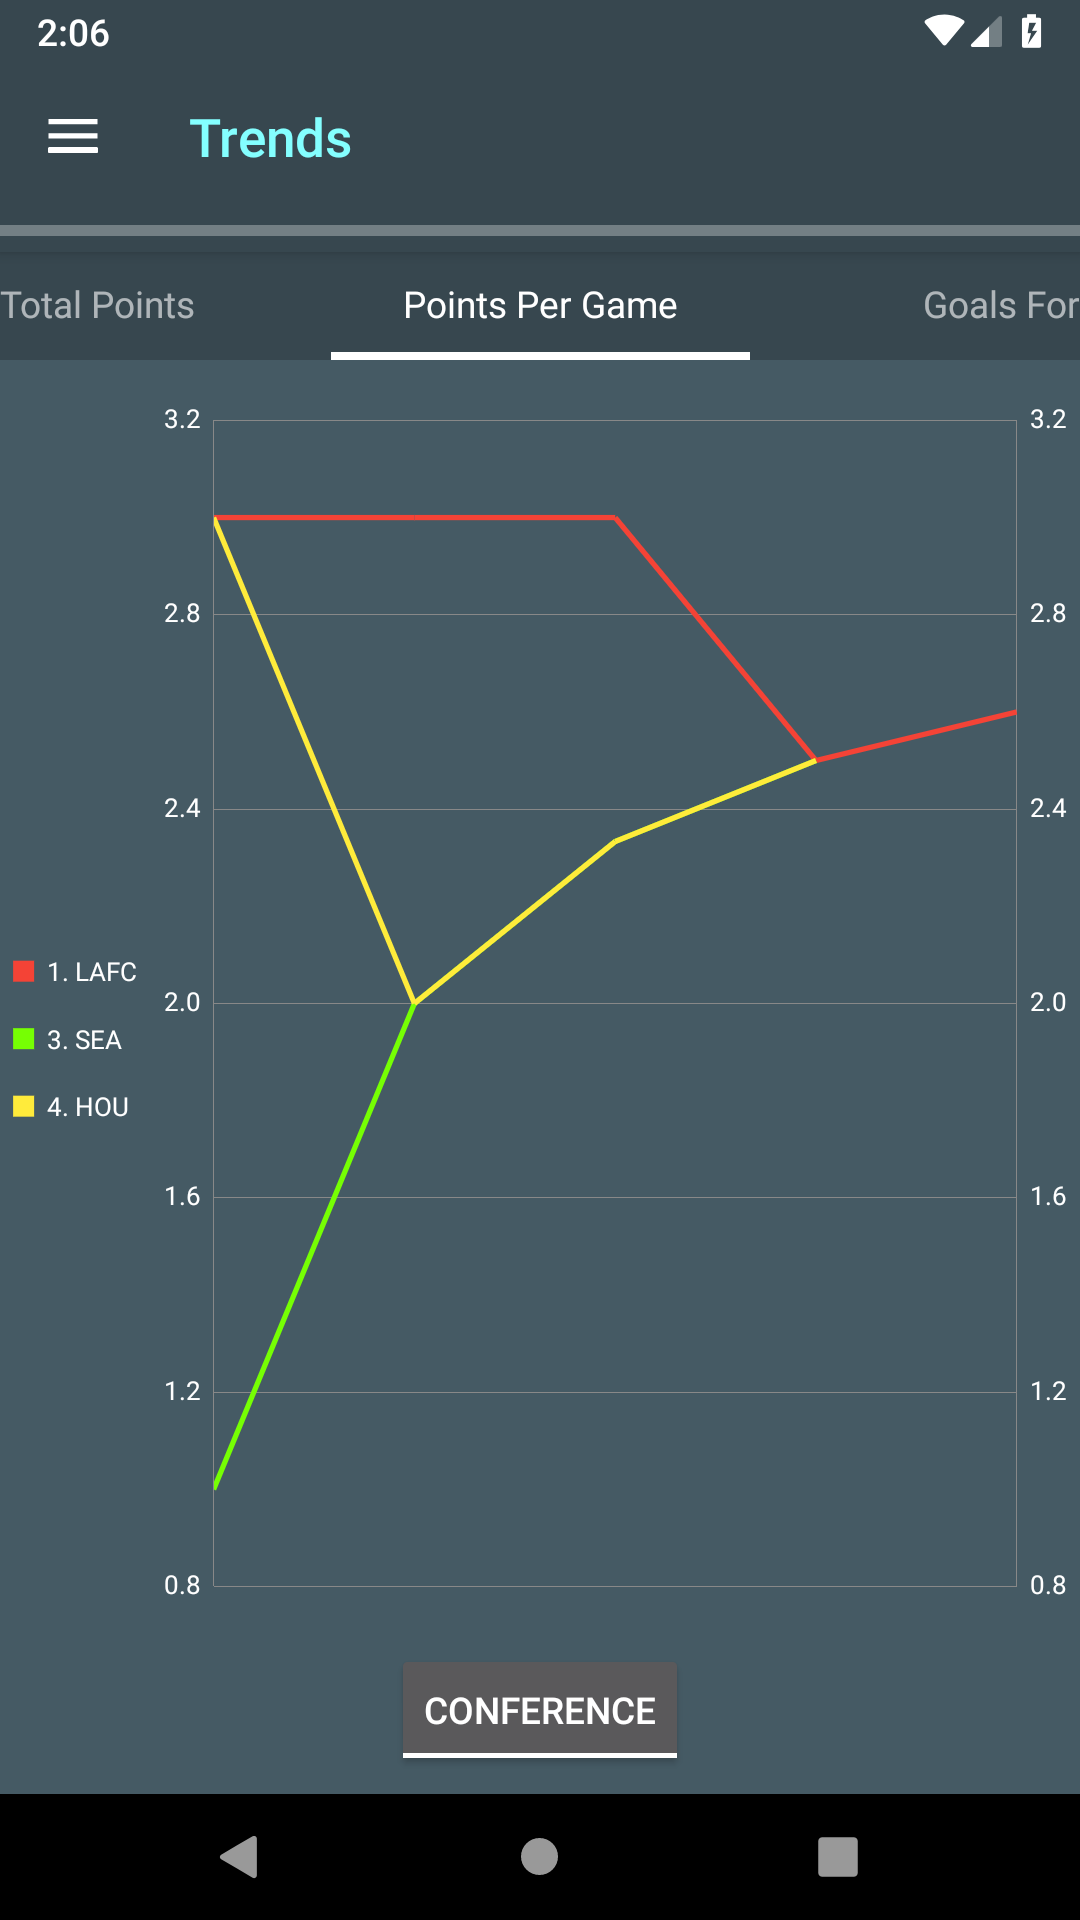 2:06
Trends
Total Points
Points Per Game
Goals For
3.2
3.2
2.8
2.8
2.4
2.4
1. LAFC
2.0
2.0
3. SEA
4. HOU
1.6
1.6
1.2
1.2
0.8
0.8
CONFERENCE